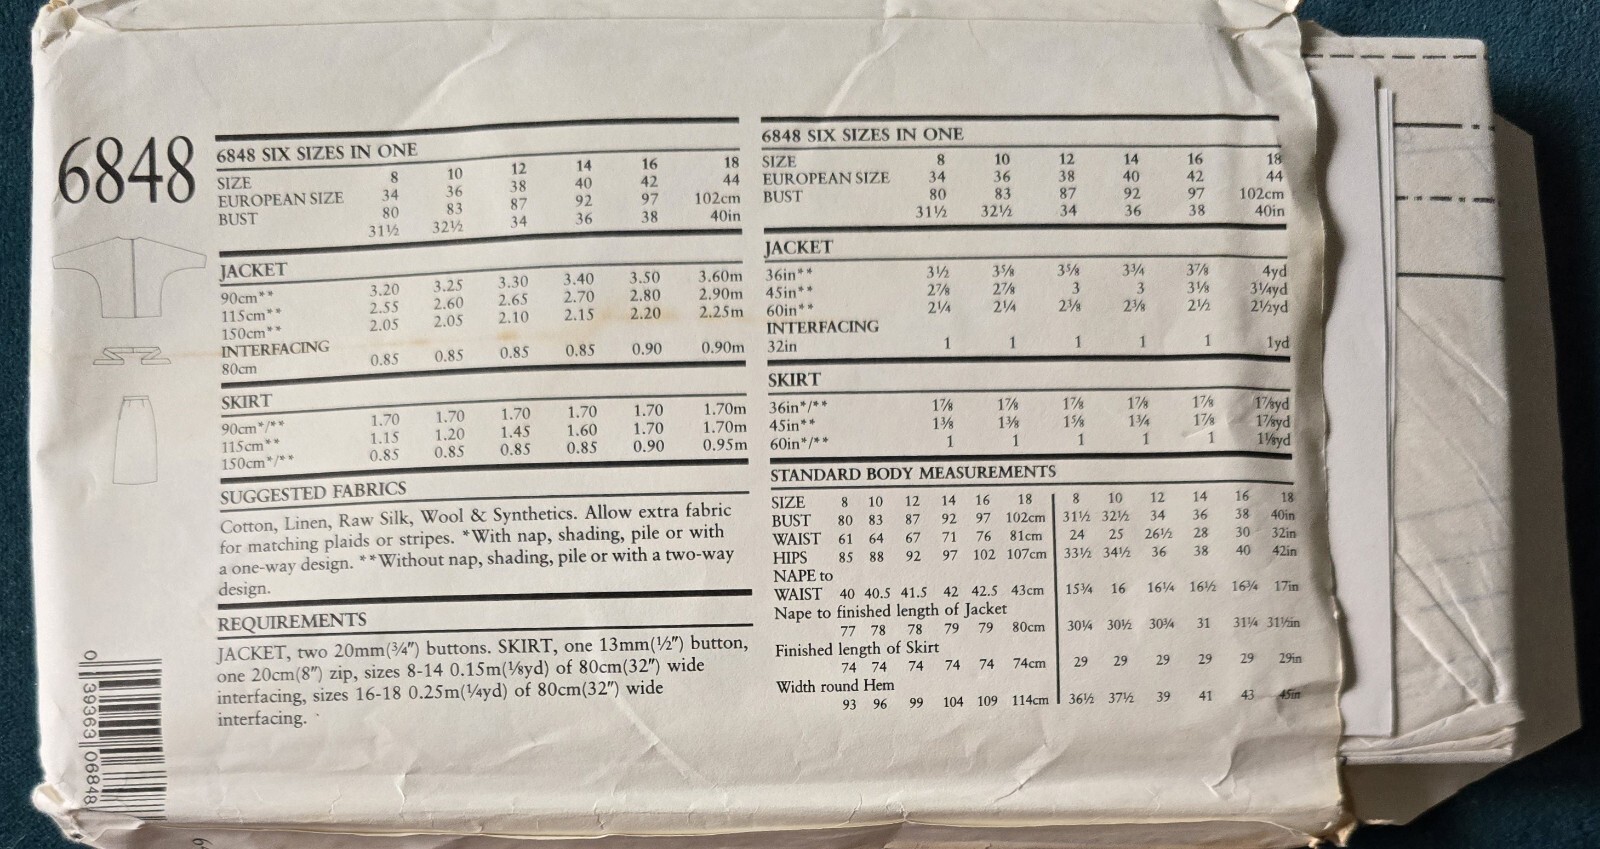 6848
6848 SIX SIZES IN ONE
SIZE 8 10 12 14 16 18
EUROPEAN SIZE 34 36 38 40 42 44
BUST 80 83 87 92 97 102cm
31½ 32½ 34 36 38 40in
JACKET
90cm** 3.20 3.25 3.30 3.40 3.50 3.60m
115cm** 2.55 2.60 2.65 2.70 2.80 2.90m
150cm** 2.05 2.05 2.10 2.15 2.20 2.25m
INTERFACING
80cm 0.85 0.85 0.85 0.85 0.90 0.90m
SKIRT
90cm*/** 1.70 1.70 1.70 1.70 1.70 1.70m
115cm** 1.15 1.20 1.45 1.60 1.70 1.70m
150cm*/** 0.85 0.85 0.85 0.85 0.90 0.95m
SUGGESTED FABRICS
Cotton, Linen, Raw Silk, Wool & Synthetics. Allow extra fabric
for matching plaids or stripes. *With nap, shading, pile or with
a one-way design. **Without nap, shading, pile or with a two-way
design.
REQUIREMENTS
JACKET, two 20mm(¾") buttons. SKIRT, one 13mm(½") button,
one 20cm(8") zip, sizes 8-14 0.15m(⅛yd) of 80cm(32") wide
interfacing, sizes 16-18 0.25m(¼yd) of 80cm(32") wide
interfacing.
6848 SIX SIZES IN ONE
SIZE 8 10 12 14 16 18
EUROPEAN SIZE 34 36 38 40 42 44
BUST 80 83 87 92 97 102cm
31½ 32½ 34 36 38 40in
JACKET
36in** 3½ 3⅝ 3⅝ 3¾ 3⅞ 4yd
45in** 2⅞ 2⅞ 3 3 3⅛ 3¼yd
60in** 2¼ 2¼ 2⅜ 2⅜ 2½ 2½yd
INTERFACING
32in 1 1 1 1 1 1yd
SKIRT
36in*/** 1⅞ 1⅞ 1⅞ 1⅞ 1⅞ 1⅞yd
45in** 1⅜ 1⅜ 1⅝ 1¾ 1⅞ 1⅞yd
60in*/** 1 1 1 1 1 1⅛yd
STANDARD BODY MEASUREMENTS
SIZE 8 10 12 14 16 18 8 10 12 14 16 18
BUST 80 83 87 92 97 102cm 31½ 32½ 34 36 38 40in
WAIST 61 64 67 71 76 81cm 24 25 26½ 28 30 32in
HIPS 85 88 92 97 102 107cm 33½ 34½ 36 38 40 42in
NAPE to
WAIST 40 40.5 41.5 42 42.5 43cm 15¾ 16 16¼ 16½ 16¾ 17in
Nape to finished length of Jacket
77 78 78 79 79 80cm 30¼ 30½ 30¾ 31 31¼ 31½in
Finished length of Skirt
74 74 74 74 74 74cm 29 29 29 29 29 29in
Width round Hem
93 96 99 104 109 114cm 36½ 37½ 39 41 43 45in
0 39363 06848